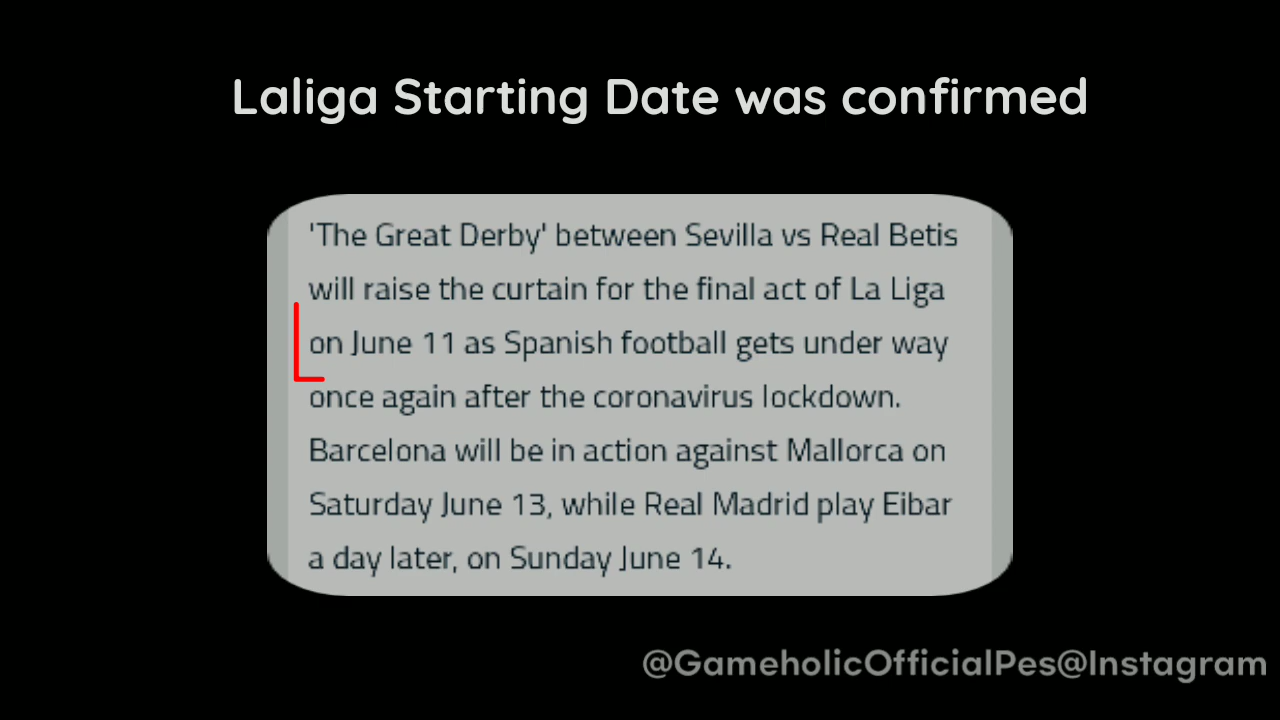 Laliga Starting Date was confirmed
'The Great Derby' between Sevilla vs Real Betis
will raise the curtain for the final act of La Liga
on June 11 as Spanish football gets under way
once again after the coronavirus lockdown.
Barcelona will be in action against Mallorca on
Saturday June 13, while Real Madrid play Eibar
a day later, on Sunday June 14.
@GameholicOfficialPes@Instagram